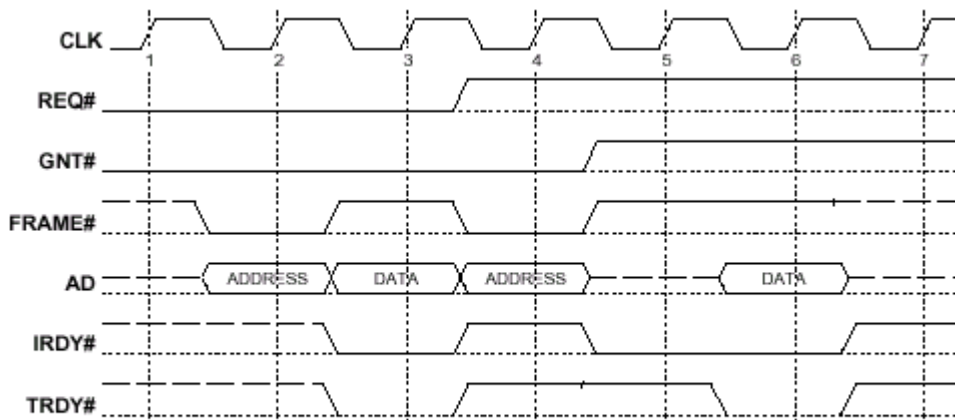 CLK
1 2 3 4 5 6 7
REQ#
GNT#
FRAME#
AD ADDRESS DATA ADDRESS DATA
IRDY#
TRDY#